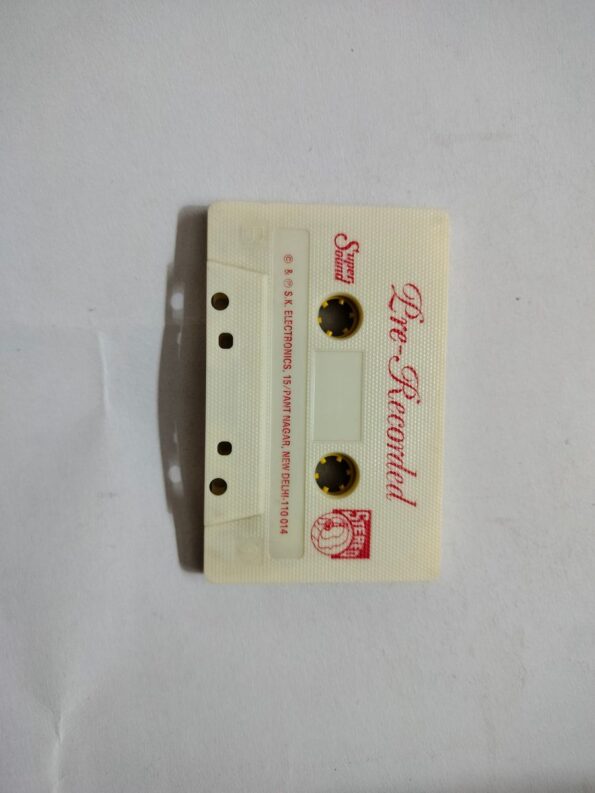 Pre-Recorded
Super
Sound
STEREO
© & ℗ S.K. ELECTRONICS, 15/PANT NAGAR, NEW DELHI-110 014